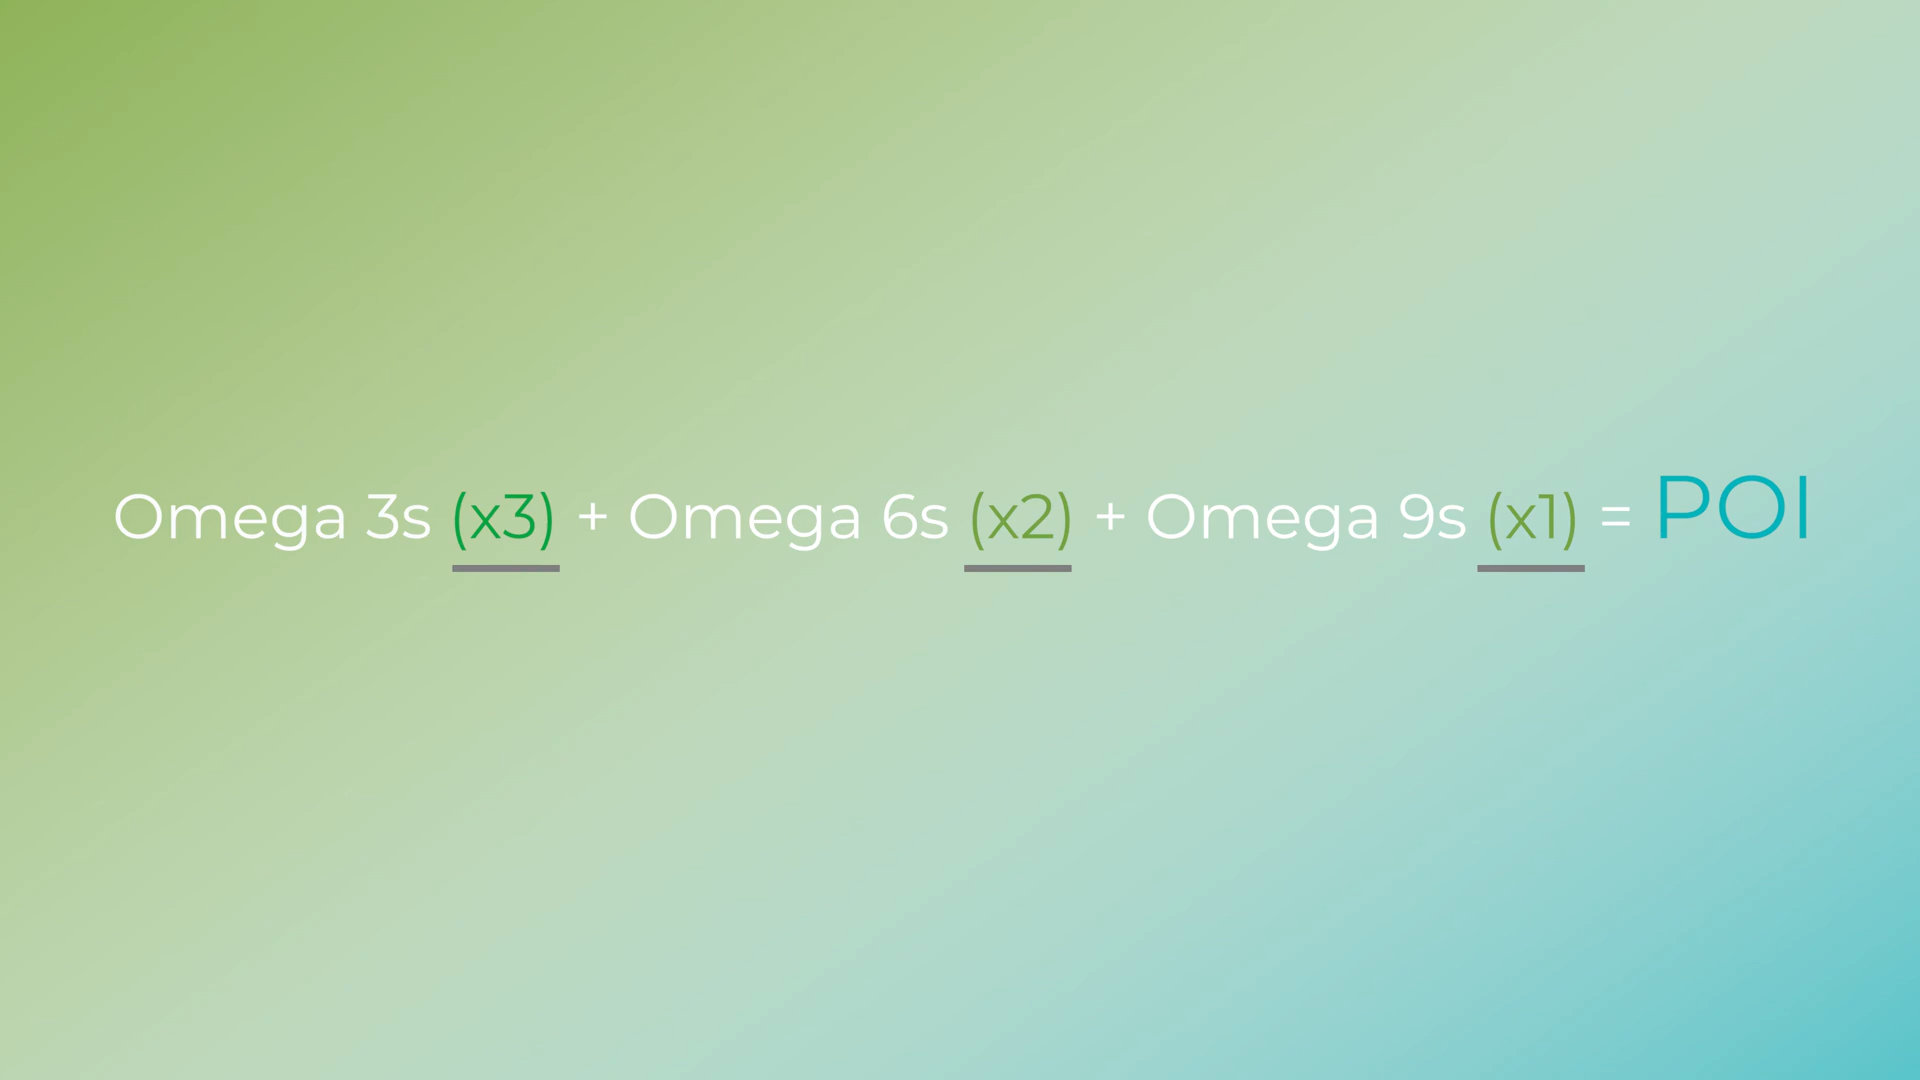 Omega 3s (x3) + Omega 6s (x2) + Omega 9s (x1) = POI